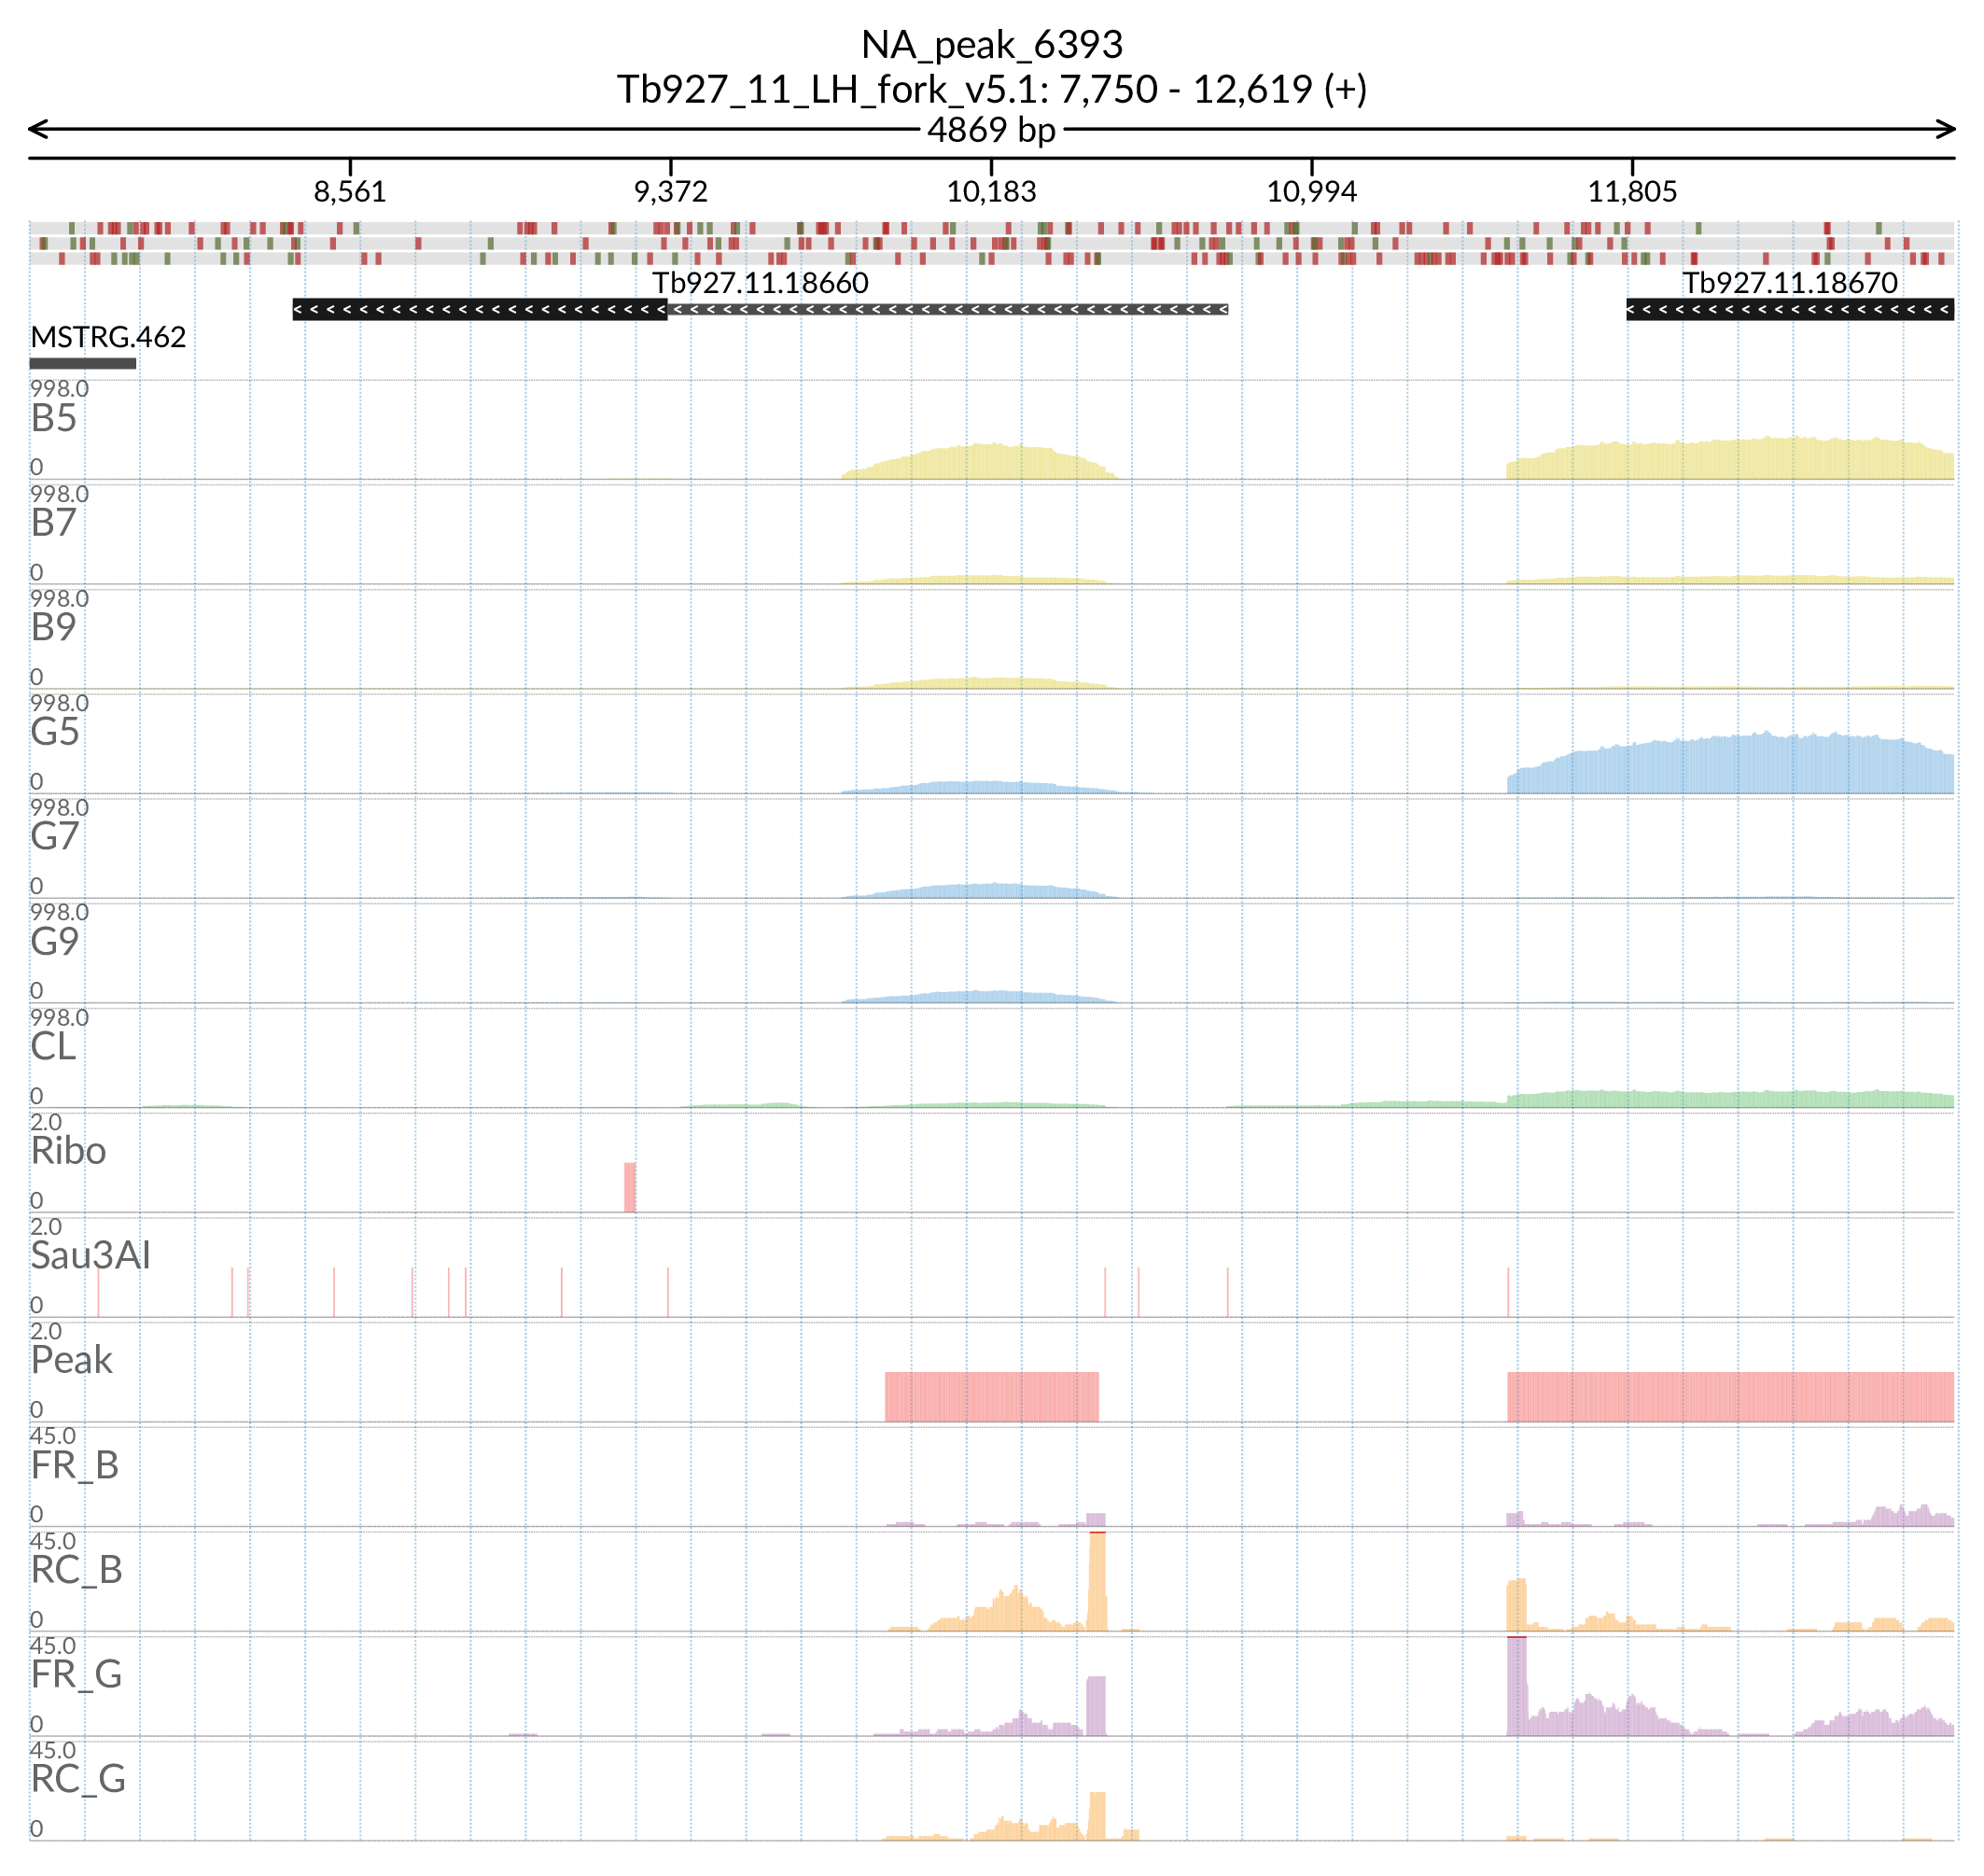 NA_peak_6393
Tb927_11_LH_fork_v5.1: 7,750 - 12,619 (+)
4869 bp
8,561 9,372 10,183 10,994 11,805
Tb927.11.18660 Tb927.11.18670
MSTRG.462
998.0
B5
0
998.0
B7
0
998.0
B9
0
998.0
G5
0
998.0
G7
0
998.0
G9
0
998.0
CL
0
2.0
Ribo
0
2.0
Sau3AI
0
2.0
Peak
0
45.0
FR_B
0
45.0
RC_B
0
45.0
FR_G
0
45.0
RC_G
0